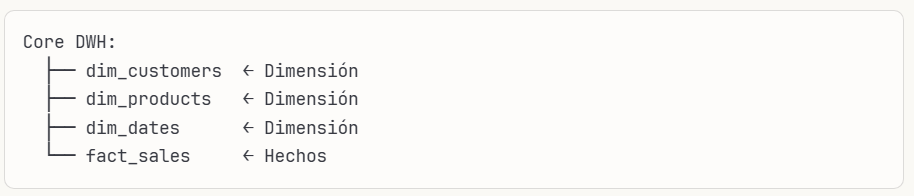 Core DWH:
├── dim_customers  ← Dimensión
├── dim_products   ← Dimensión
├── dim_dates      ← Dimensión
└── fact_sales     ← Hechos